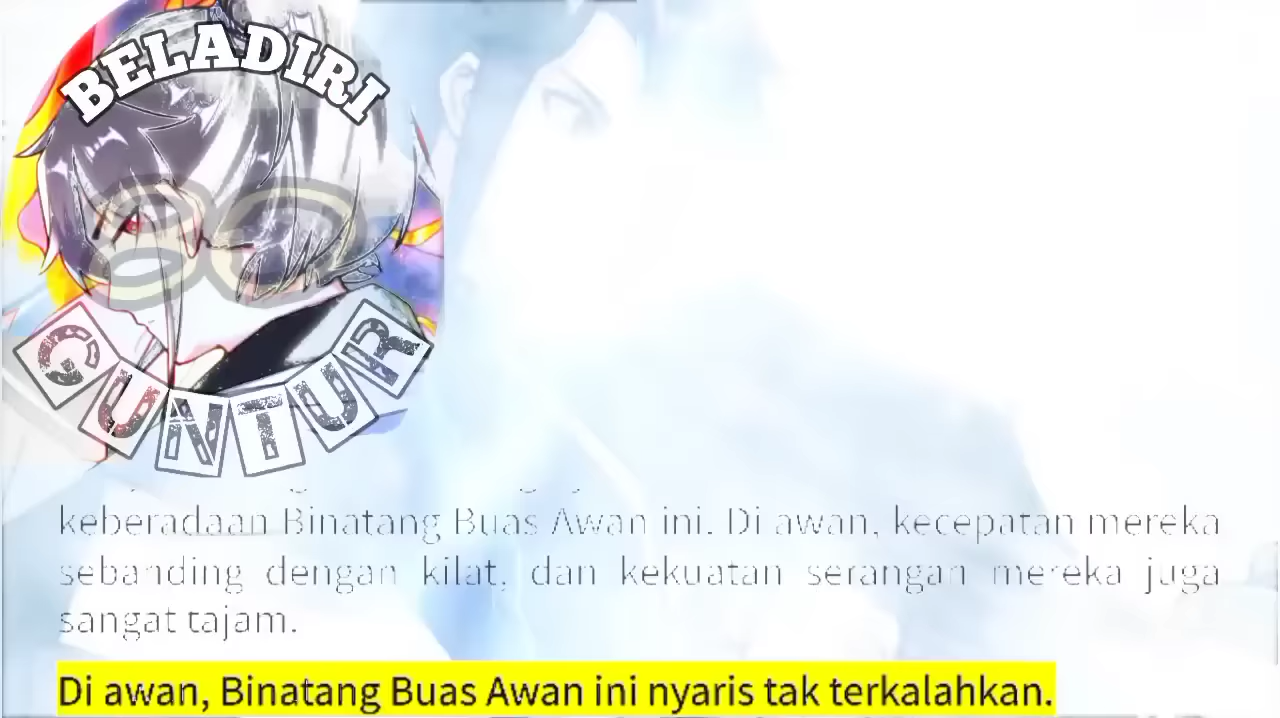 BELADIRI
GUNTUR
keberadaan Binatang Buas Awan ini. Di awan, kecepatan mereka
sebanding dengan kilat, dan kekuatan serangan mereka juga
sangat tajam.
Di awan, Binatang Buas Awan ini nyaris tak terkalahkan.